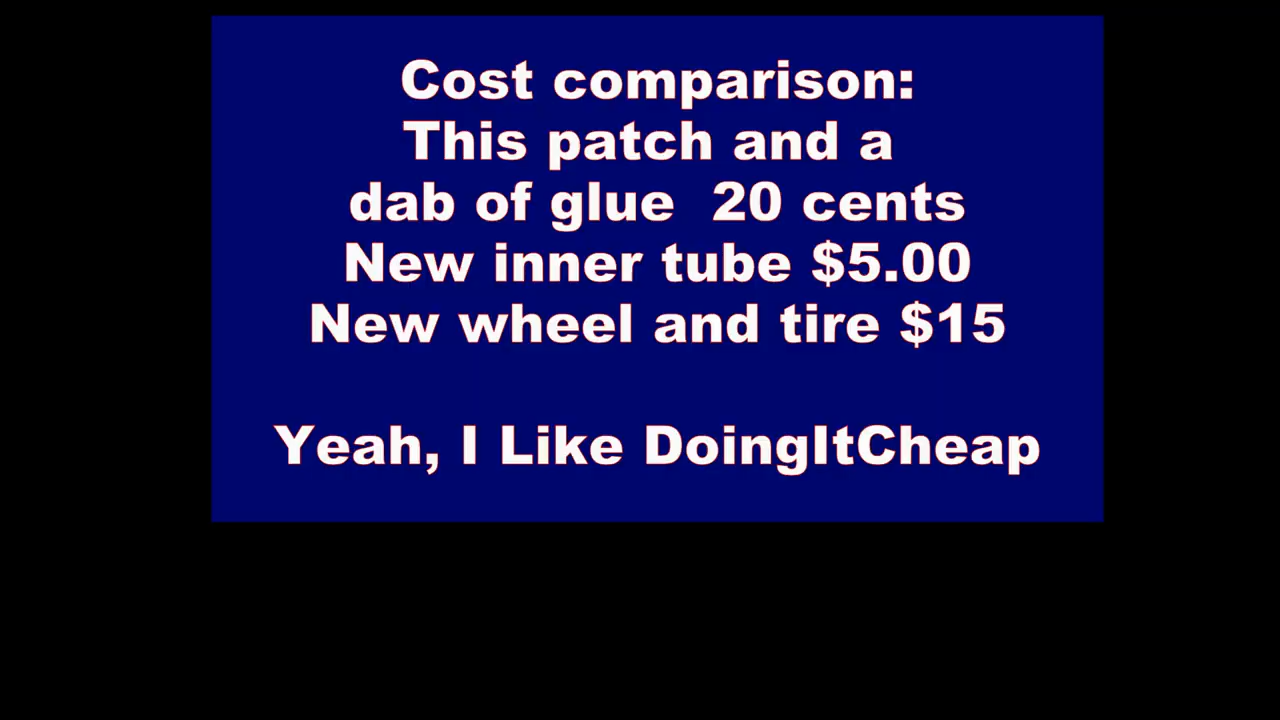 Cost comparison:
This patch and a
dab of glue  20 cents
New inner tube $5.00
New wheel and tire $15
Yeah, I Like DoingItCheap